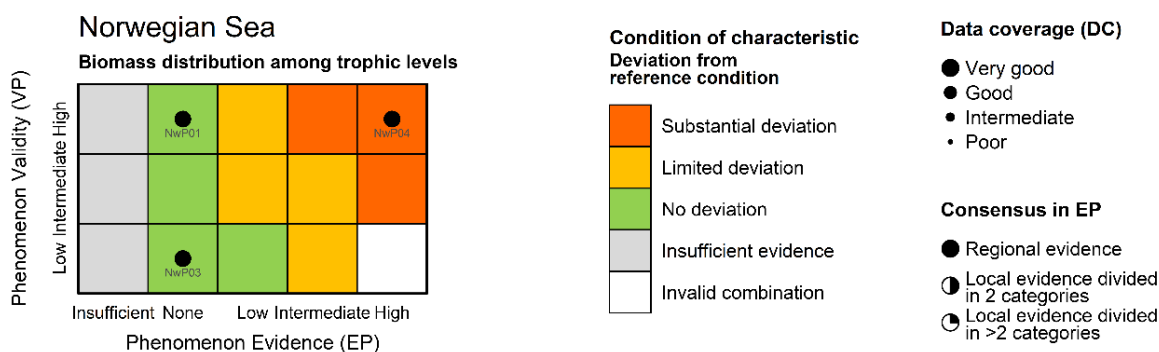 Norwegian Sea
Biomass distribution among trophic levels
Phenomenon Validity (VP)
Low Intermediate High
NwP01
NwP04
NwP03
Insufficient None Low Intermediate High
Phenomenon Evidence (EP)
Condition of characteristic
Deviation from
reference condition
Substantial deviation
Limited deviation
No deviation
Insufficient evidence
Invalid combination
Data coverage (DC)
Very good
Good
Intermediate
Poor
Consensus in EP
Regional evidence
Local evidence divided
in 2 categories
Local evidence divided
in >2 categories